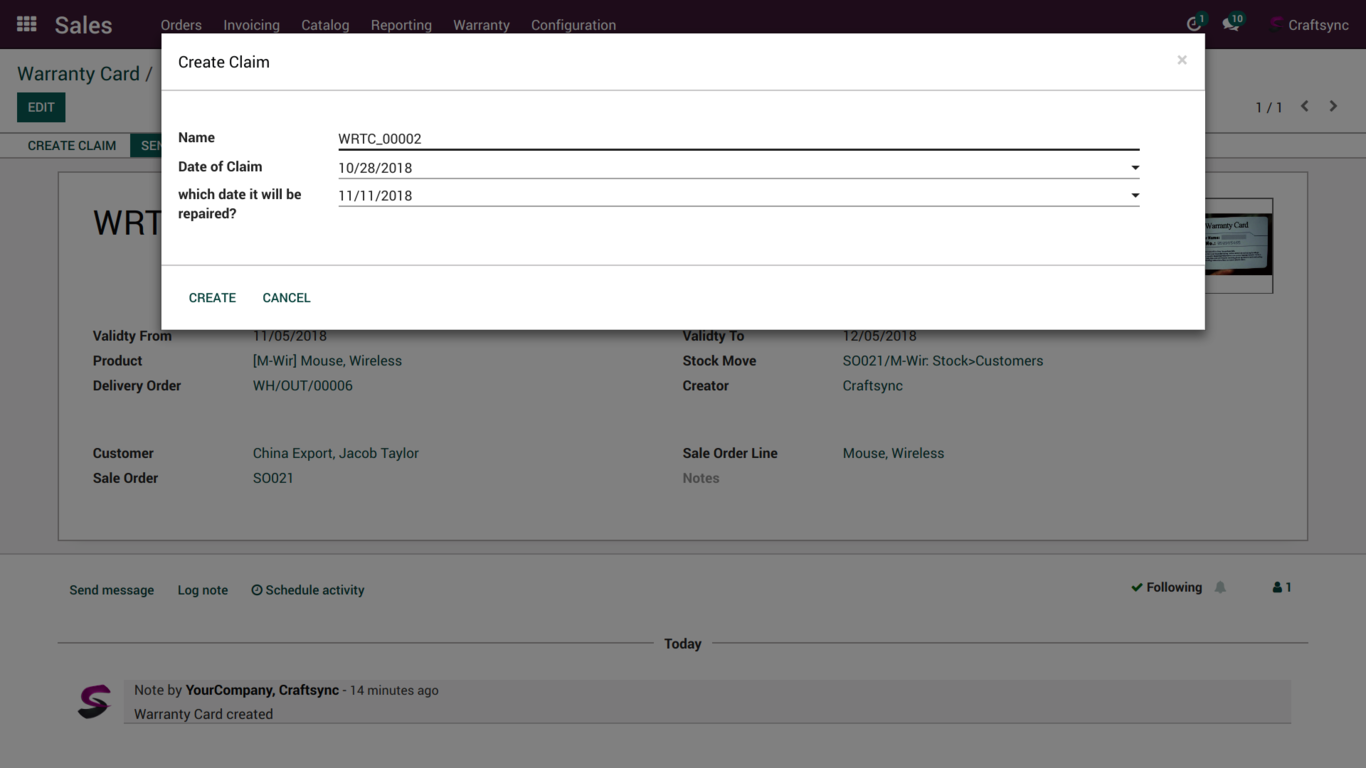 Sales Orders Invoicing Catalog Reporting Warranty Configuration 1 10 Craftsync
Warranty Card /
EDIT
1 / 1
CREATE CLAIM
Create Claim
×
Name WRTC_00002
Date of Claim 10/28/2018
which date it will be 11/11/2018
repaired?
CREATE CANCEL
Warranty Card
Validty From 11/05/2018 Validty To 12/05/2018
Product [M-Wir] Mouse, Wireless Stock Move SO021/M-Wir: Stock>Customers
Delivery Order WH/OUT/00006 Creator Craftsync
Customer China Export, Jacob Taylor Sale Order Line Mouse, Wireless
Sale Order SO021 Notes
Send message Log note Schedule activity Following 1
Today
Note by YourCompany, Craftsync - 14 minutes ago
Warranty Card created